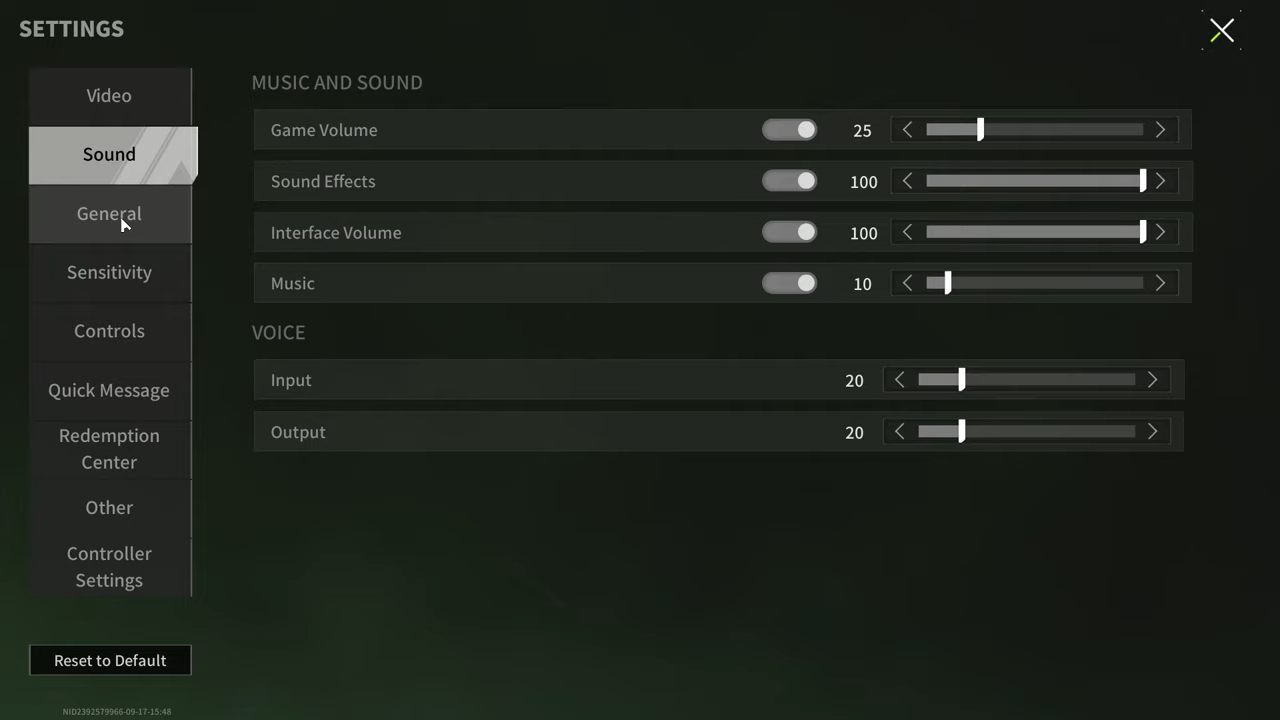 SETTINGS
Video
Sound
General
Sensitivity
Controls
Quick Message
Redemption
Center
Other
Controller
Settings
Reset to Default
NID2392579966-09-17-15:48
MUSIC AND SOUND
Game Volume 25
Sound Effects 100
Interface Volume 100
Music 10
VOICE
Input 20
Output 20